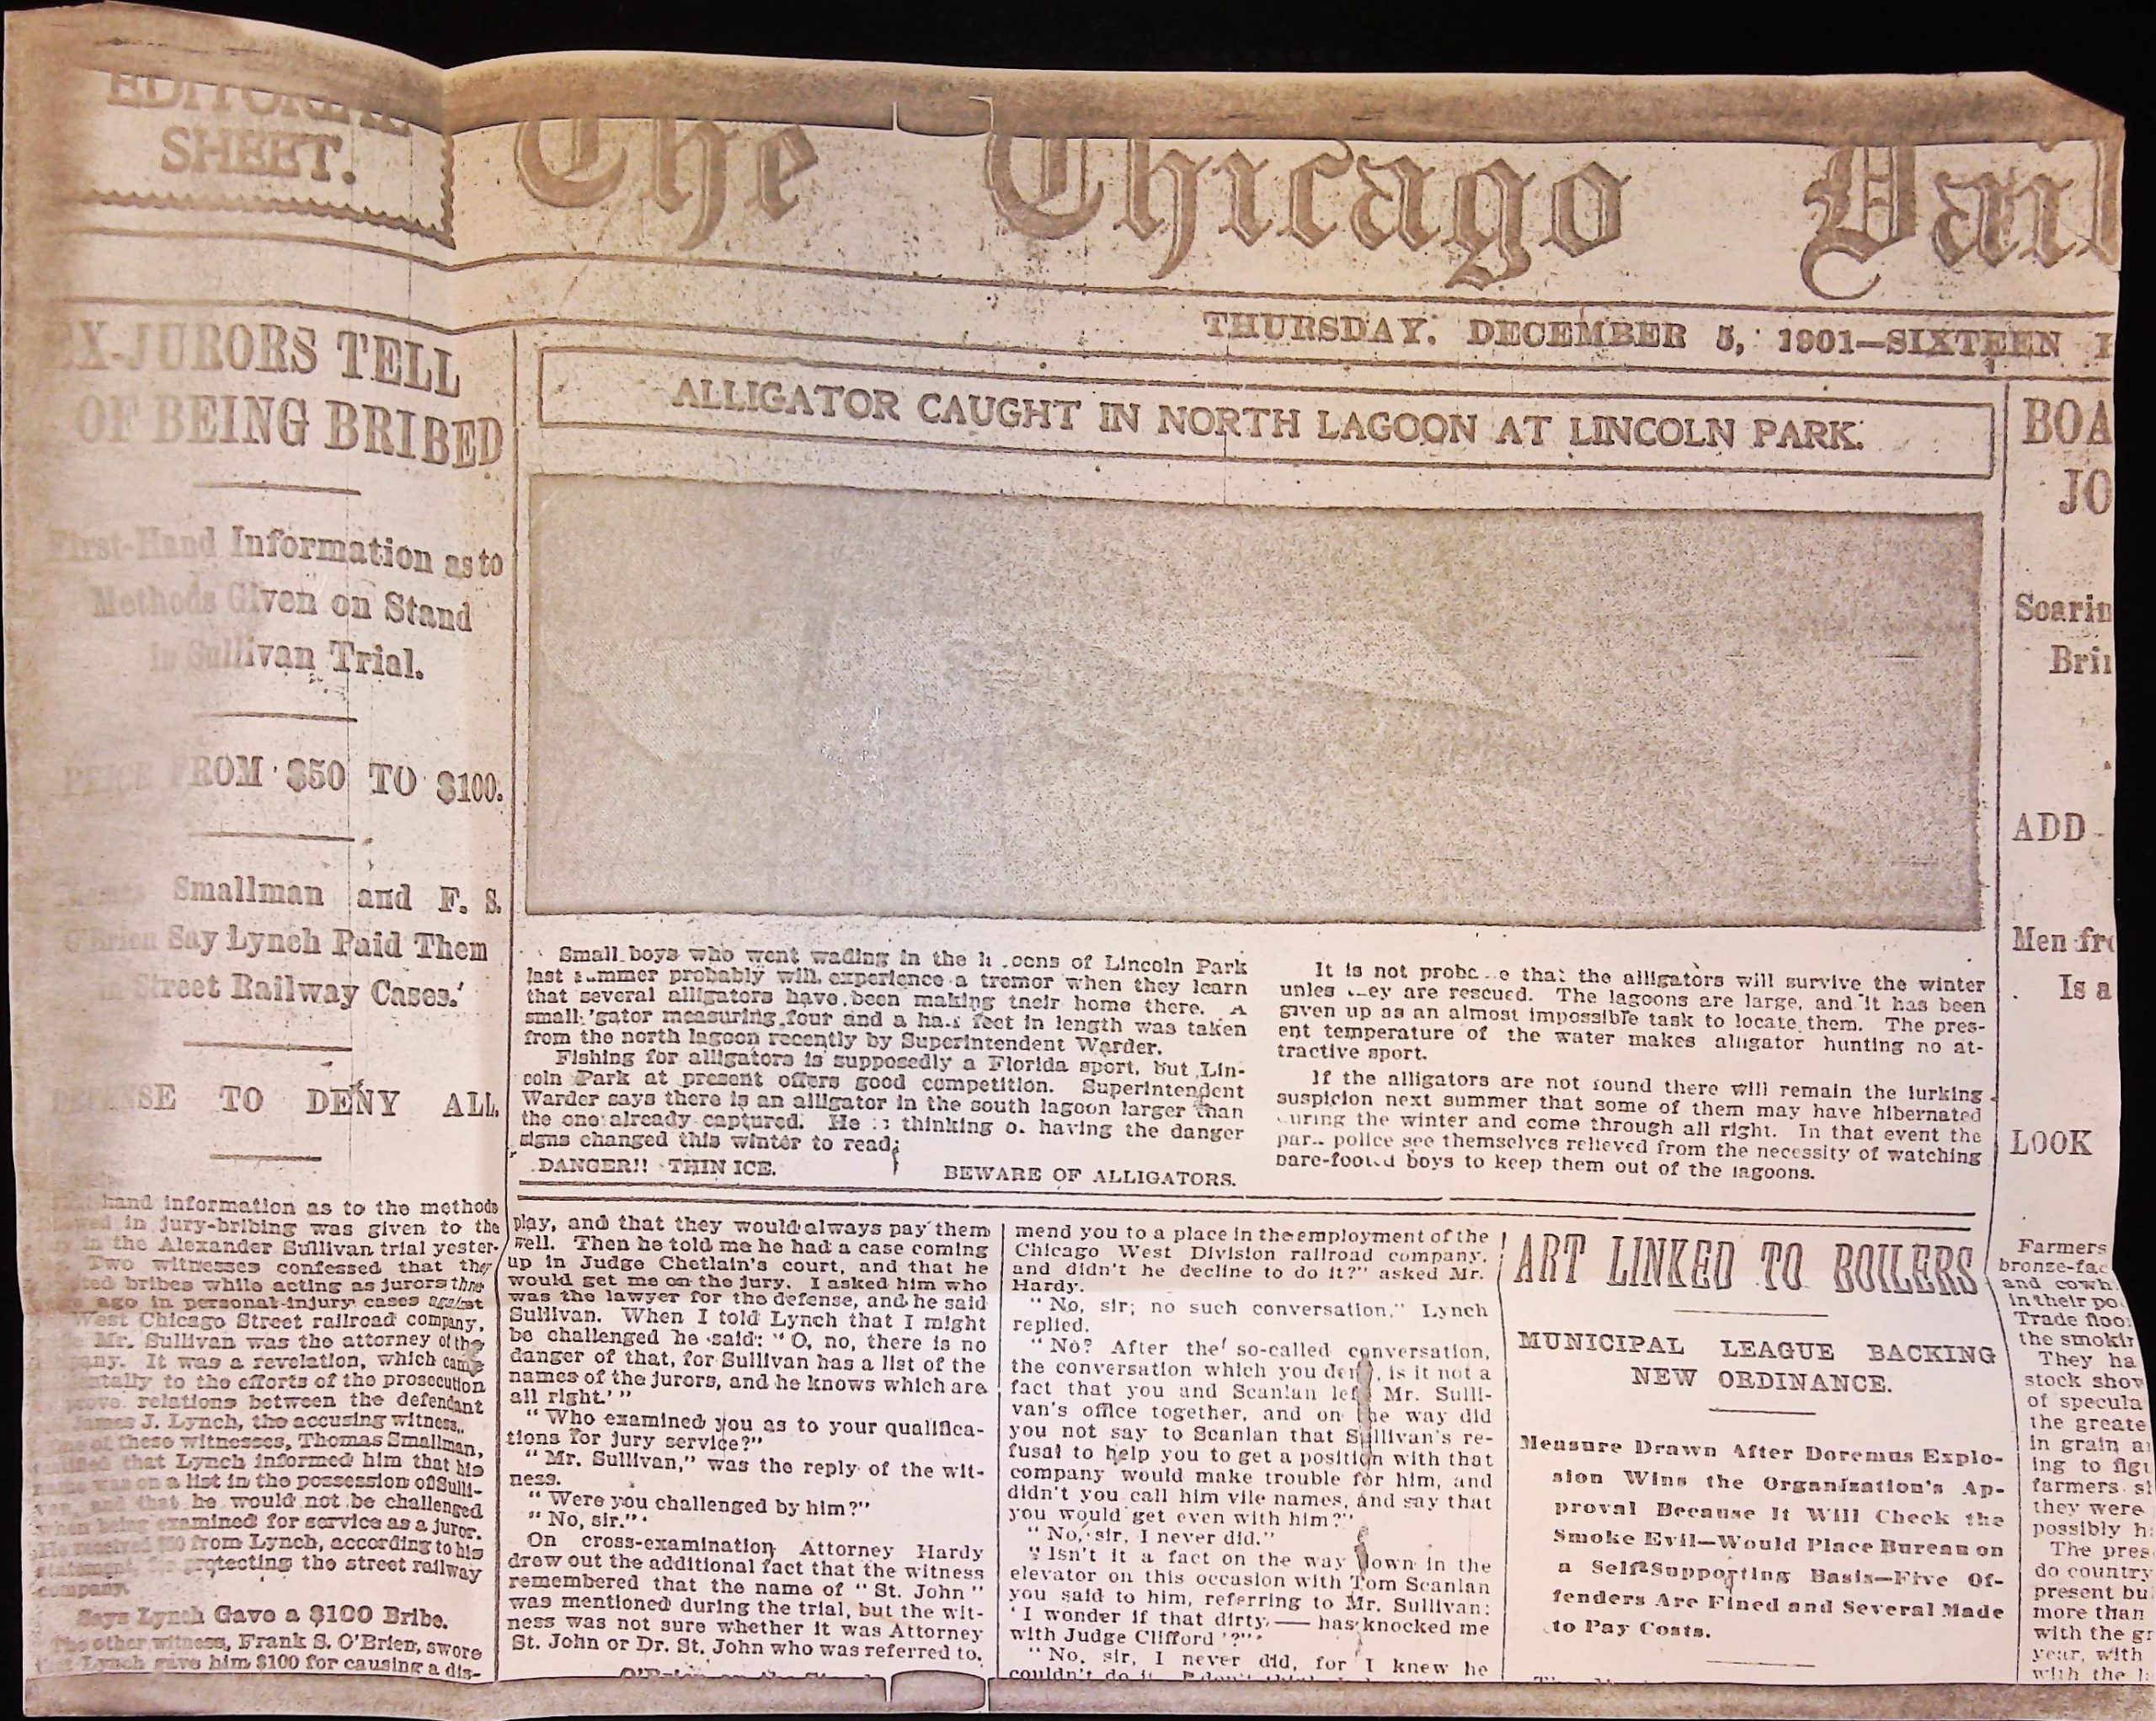 EDITORIAL
SHEET.
The Chicago Dail
THURSDAY, DECEMBER 5, 1901—SIXTEEN
EX-JURORS TELL
OF BEING BRIBED
First-Hand Information as to
Methods Given on Stand
in Sullivan Trial.
PRICE FROM $50 TO $100.
Smallman and F. S.
O'Brien Say Lynch Paid Them
in Street Railway Cases.
DEFENSE TO DENY ALL.
hand information as to the methods
in jury-bribing was given to the
in the Alexander Sullivan trial yester-
Two witnesses confessed that they
bribes while acting as jurors three
ago in personal-injury cases against
West Chicago Street railroad company,
Mr. Sullivan was the attorney of the
It was a revelation, which came
to the efforts of the prosecution
prove relations between the defendant
James J. Lynch, the accusing witness.
One of these witnesses, Thomas Smallman,
testified that Lynch informed him that his
name was on a list in the possession of Sulli-
van, and that he would not be challenged
when being examined for service as a juror.
He received $50 from Lynch, according to his
statement, for protecting the street railway
company.
Says Lynch Gave a $100 Bribe.
The other witness, Frank S. O'Brien, swore
that Lynch gave him $100 for causing a dis-
ALLIGATOR CAUGHT IN NORTH LAGOON AT LINCOLN PARK.
Small boys who went wading in the of Lincoln Park
last probably will experience a tremor when they learn
that several alligators have been making their home there. A
small 'gator measuring four and a feet in length was taken
from the north lagoon recently by Superintendent Warder.
Fishing for alligators is supposedly a Florida sport, but Lin-
coln Park at present offers good competition. Superintendent
Warder says there is an alligator in the south lagoon larger than
the one already captured. He thinking of having the danger
signs changed this winter to read:
DANGER!! THIN ICE.
BEWARE OF ALLIGATORS.
It is not that the alligators will survive the winter
unless they are rescued. The lagoons are large, and it has been
given up as an almost impossible task to locate them. The pres-
ent temperature of the water makes alligator hunting no at-
tractive sport.
If the alligators are not found there will remain the lurking
suspicion next summer that some of them may have hibernated
during the winter and come through all right. In that event the
park police see themselves relieved from the necessity of watching
bare-footed boys to keep them out of the lagoons.
play, and that they would always pay them
well. Then he told me he had a case coming
up in Judge Chetlain's court, and that he
would get me on the jury. I asked him who
was the lawyer for the defense, and he said
Sullivan. When I told Lynch that I might
be challenged he said: "O, no, there is no
danger of that, for Sullivan has a list of the
names of the jurors, and he knows which are
all right.'"
"Who examined you as to your qualifica-
tions for jury service?"
"Mr. Sullivan," was the reply of the wit-
ness.
"Were you challenged by him?"
"No, sir."
On cross-examination Attorney Hardy
drew out the additional fact that the witness
remembered that the name of "St. John"
was mentioned during the trial, but the wit-
ness was not sure whether it was Attorney
St. John or Dr. St. John who was referred to.
mend you to a place in the employment of the
Chicago West Division railroad company,
and didn't he decline to do it?" asked Mr.
Hardy.
"No, sir; no such conversation," Lynch
replied.
"No? After the so-called conversation,
the conversation which you deny, is it not a
fact that you and Scanlan left Mr. Sulli-
van's office together, and on the way did
you not say to Scanlan that Sullivan's re-
fusal to help you to get a position with that
company would make trouble for him, and
didn't you call him vile names, and say that
you would get even with him?"
"No, sir, I never did."
"Isn't it a fact on the way down in the
elevator on this occasion with Tom Scanlan
you said to him, referring to Mr. Sullivan:
'I wonder if that dirty — has knocked me
with Judge Clifford'?"
"No, sir, I never did, for I knew he
couldn't do it.
ART LINKED TO BOILERS
MUNICIPAL LEAGUE BACKING
NEW ORDINANCE.
Measure Drawn After Doremus Explo-
sion Wins the Organization's Ap-
proval Because It Will Check the
Smoke Evil—Would Place Bureau on
a Self-Supporting Basis—Five Of-
fenders Are Fined and Several Made
to Pay Costs.
BOA
JO
Soarin
Brin
ADD
Men fro
Is a
LOOK
Farmers
bronze-fac
and cowh
in their po
Trade floo
the smokin
They ha
stock show
of specula
the greate
in grain a
ing to figu
farmers s
they were
possibly h
The pres
do country
present bu
more than
with the gr
year, with
with the l